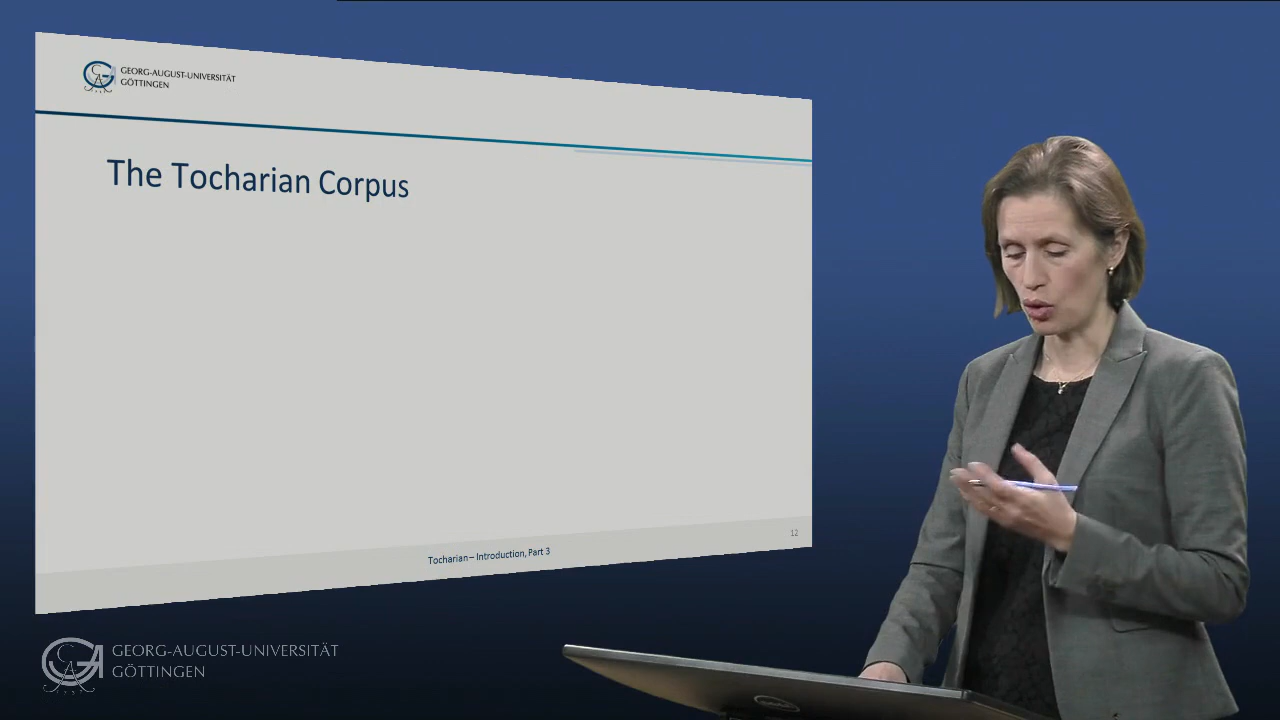 GEORG-AUGUST-UNIVERSITÄT
GÖTTINGEN
The Tocharian Corpus
12
Tocharian – Introduction, Part 3
GEORG-AUGUST-UNIVERSITÄT
GÖTTINGEN